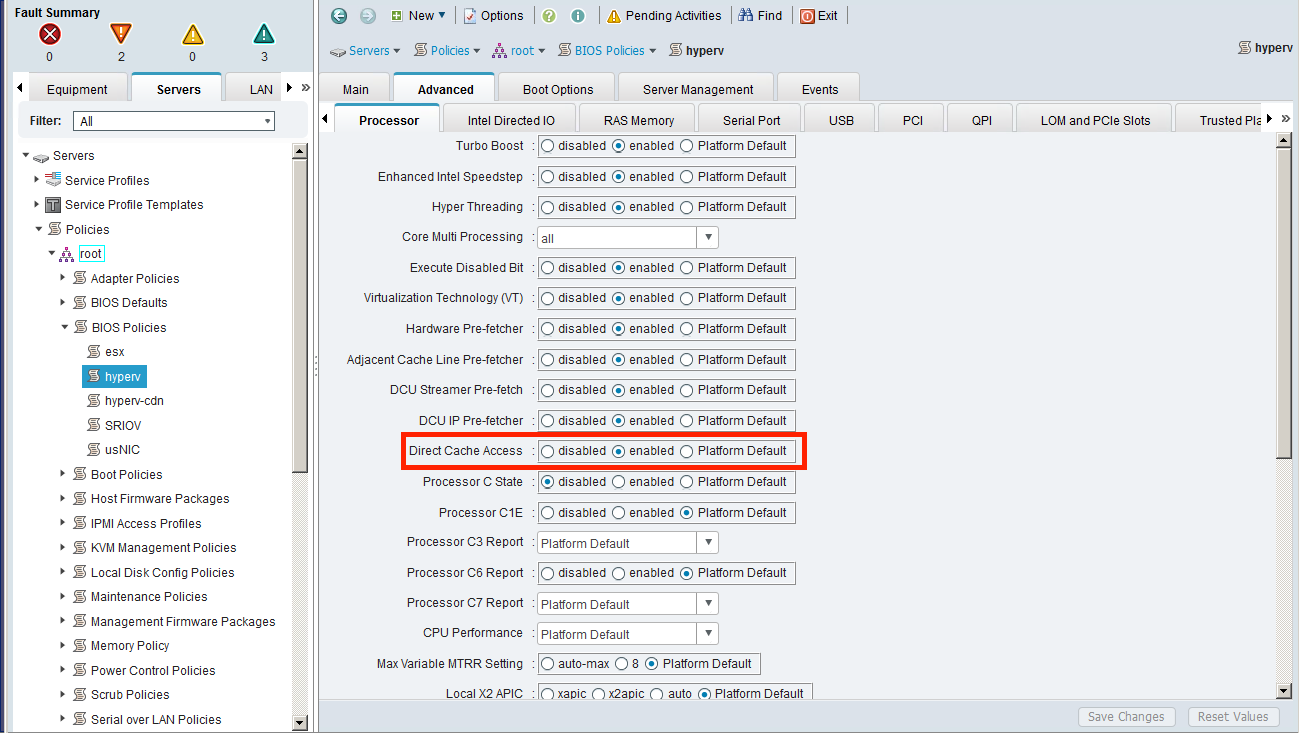 Fault Summary
0 2 0 3
New Options Pending Activities Find Exit
Servers Policies root BIOS Policies hyperv
hyperv
Equipment Servers LAN
Filter: All
Servers
Service Profiles
Service Profile Templates
Policies
root
Adapter Policies
BIOS Defaults
BIOS Policies
esx
hyperv
hyperv-cdn
SRIOV
usNIC
Boot Policies
Host Firmware Packages
IPMI Access Profiles
KVM Management Policies
Local Disk Config Policies
Maintenance Policies
Management Firmware Packages
Memory Policy
Power Control Policies
Scrub Policies
Serial over LAN Policies
Main Advanced Boot Options Server Management Events
Processor Intel Directed IO RAS Memory Serial Port USB PCI QPI LOM and PCIe Slots Trusted Pla
Turbo Boost : disabled enabled Platform Default
Enhanced Intel Speedstep : disabled enabled Platform Default
Hyper Threading : disabled enabled Platform Default
Core Multi Processing : all
Execute Disabled Bit : disabled enabled Platform Default
Virtualization Technology (VT) : disabled enabled Platform Default
Hardware Pre-fetcher : disabled enabled Platform Default
Adjacent Cache Line Pre-fetcher : disabled enabled Platform Default
DCU Streamer Pre-fetch : disabled enabled Platform Default
DCU IP Pre-fetcher : disabled enabled Platform Default
Direct Cache Access : disabled enabled Platform Default
Processor C State : disabled enabled Platform Default
Processor C1E : disabled enabled Platform Default
Processor C3 Report : Platform Default
Processor C6 Report : disabled enabled Platform Default
Processor C7 Report : Platform Default
CPU Performance : Platform Default
Max Variable MTRR Setting : auto-max 8 Platform Default
Local X2 APIC : xapic x2apic auto Platform Default
Save Changes Reset Values